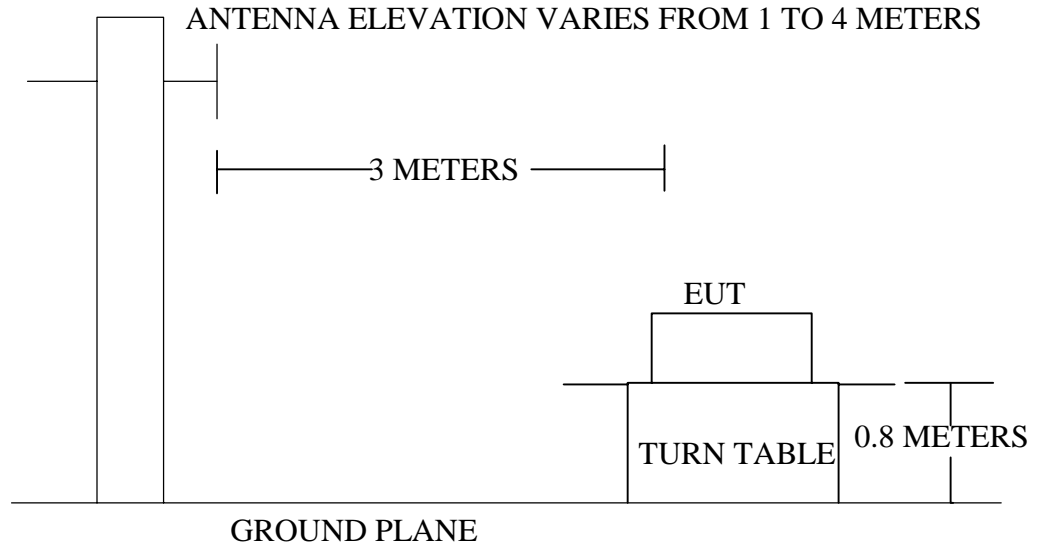 ANTENNA ELEVATION VARIES FROM 1 TO 4 METERS
3 METERS
EUT
0.8 METERS
TURN TABLE
GROUND PLANE